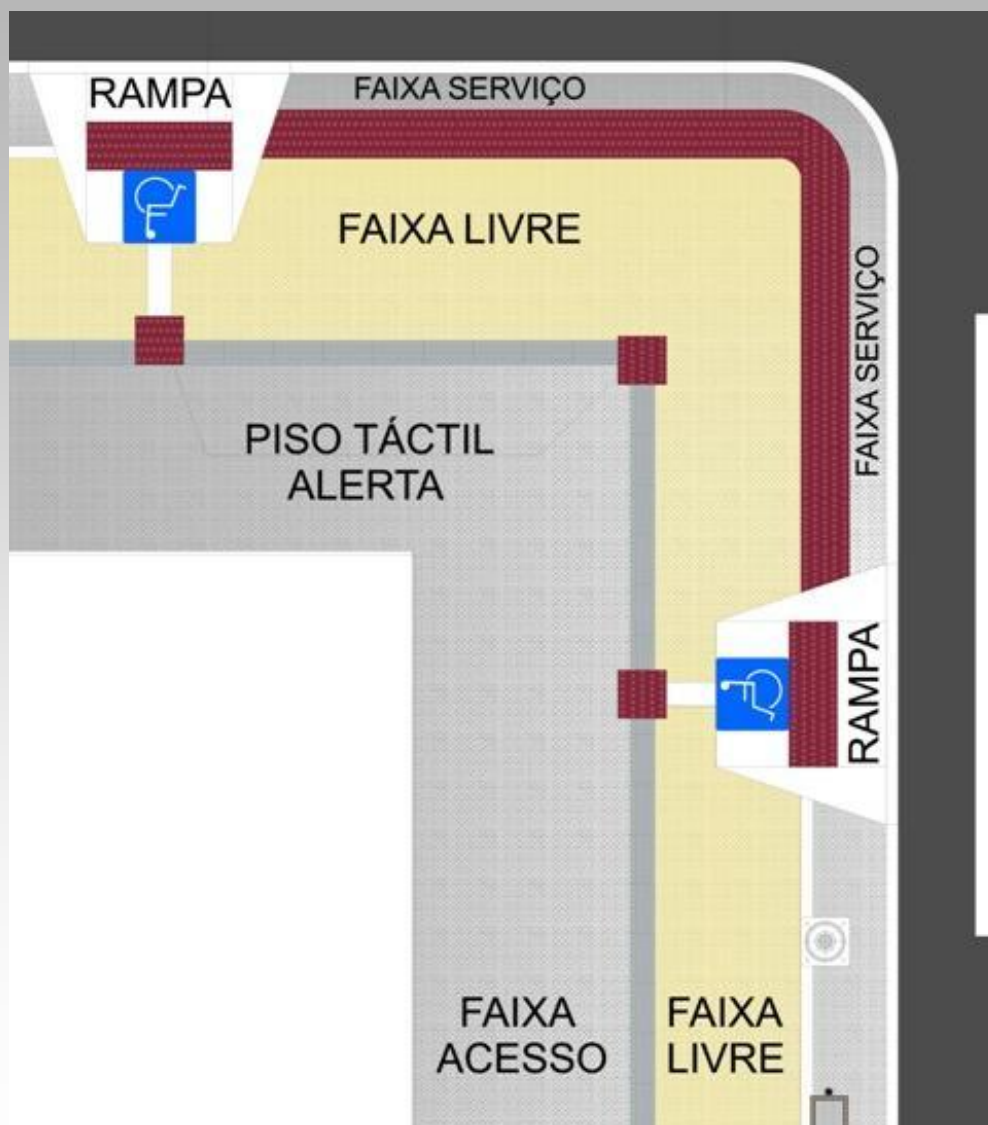 RAMPA
FAIXA SERVIÇO
FAIXA LIVRE
FAIXA SERVIÇO
PISO TÁCTIL
ALERTA
RAMPA
FAIXA
ACESSO
FAIXA
LIVRE